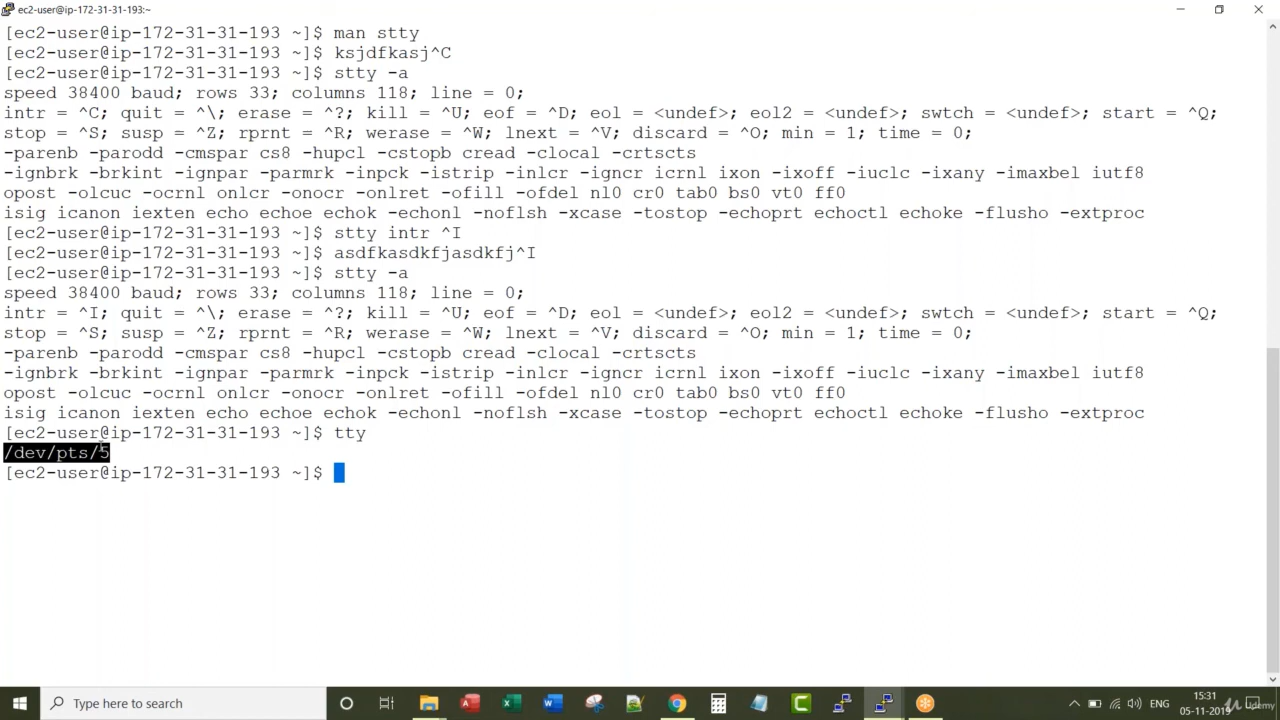 ec2-user@ip-172-31-31-193:~
[ec2-user@ip-172-31-31-193 ~]$ man stty
[ec2-user@ip-172-31-31-193 ~]$ ksjdfkasj^C
[ec2-user@ip-172-31-31-193 ~]$ stty -a
speed 38400 baud; rows 33; columns 118; line = 0;
intr = ^C; quit = ^\; erase = ^?; kill = ^U; eof = ^D; eol = <undef>; eol2 = <undef>; swtch = <undef>; start = ^Q;
stop = ^S; susp = ^Z; rprnt = ^R; werase = ^W; lnext = ^V; discard = ^O; min = 1; time = 0;
-parenb -parodd -cmspar cs8 -hupcl -cstopb cread -clocal -crtscts
-ignbrk -brkint -ignpar -parmrk -inpck -istrip -inlcr -igncr icrnl ixon -ixoff -iuclc -ixany -imaxbel iutf8
opost -olcuc -ocrnl onlcr -onocr -onlret -ofill -ofdel nl0 cr0 tab0 bs0 vt0 ff0
isig icanon iexten echo echoe echok -echonl -noflsh -xcase -tostop -echoprt echoctl echoke -flusho -extproc
[ec2-user@ip-172-31-31-193 ~]$ stty intr ^I
[ec2-user@ip-172-31-31-193 ~]$ asdfkasdkfjasdkfj^I
[ec2-user@ip-172-31-31-193 ~]$ stty -a
speed 38400 baud; rows 33; columns 118; line = 0;
intr = ^I; quit = ^\; erase = ^?; kill = ^U; eof = ^D; eol = <undef>; eol2 = <undef>; swtch = <undef>; start = ^Q;
stop = ^S; susp = ^Z; rprnt = ^R; werase = ^W; lnext = ^V; discard = ^O; min = 1; time = 0;
-parenb -parodd -cmspar cs8 -hupcl -cstopb cread -clocal -crtscts
-ignbrk -brkint -ignpar -parmrk -inpck -istrip -inlcr -igncr icrnl ixon -ixoff -iuclc -ixany -imaxbel iutf8
opost -olcuc -ocrnl onlcr -onocr -onlret -ofill -ofdel nl0 cr0 tab0 bs0 vt0 ff0
isig icanon iexten echo echoe echok -echonl -noflsh -xcase -tostop -echoprt echoctl echoke -flusho -extproc
[ec2-user@ip-172-31-31-193 ~]$ tty
/dev/pts/5
[ec2-user@ip-172-31-31-193 ~]$
Type here to search
ENG
15:31
05-11-2019
Udemy